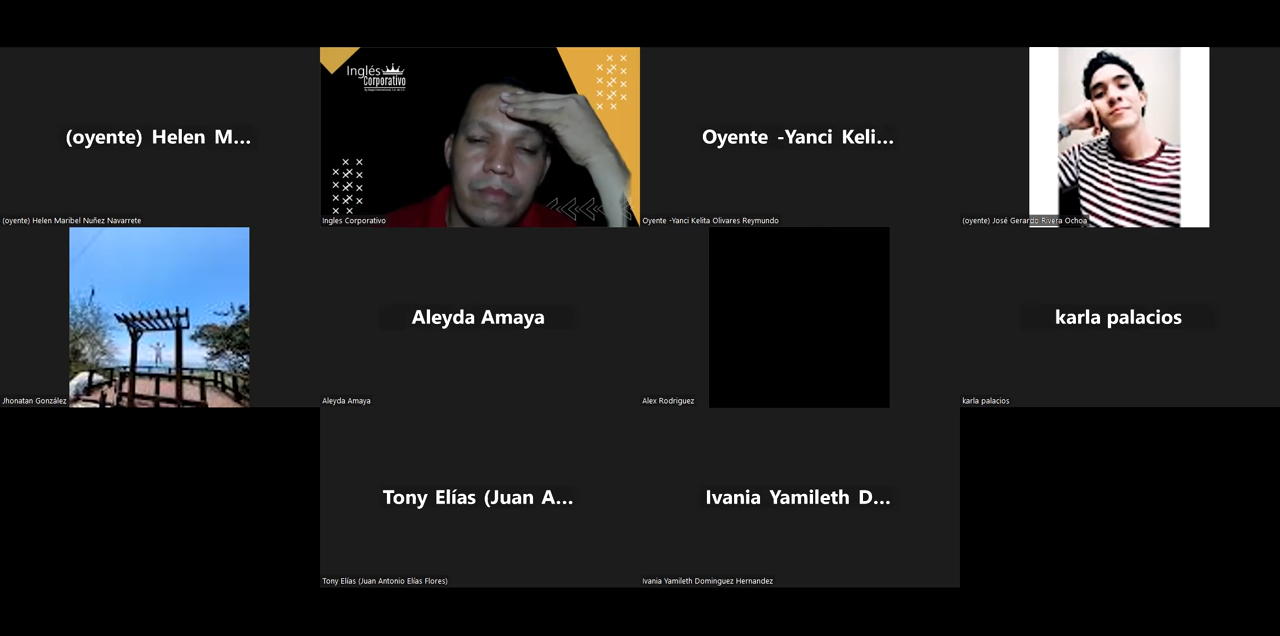 (oyente) Helen M...
(oyente) Helen Maribel Nuñez Navarrete
Inglés
Corporativo
Ingles Corporativo
Oyente -Yanci Keli...
Oyente -Yanci Kelita Olivares Reymundo
(oyente) José Gerardo Rivera Ochoa
Jhonatan González
Aleyda Amaya
Aleyda Amaya
Alex Rodriguez
karla palacios
karla palacios
Tony Elías (Juan A...
Tony Elías (Juan Antonio Elías Flores)
Ivania Yamileth D...
Ivania Yamileth Dominguez Hernandez